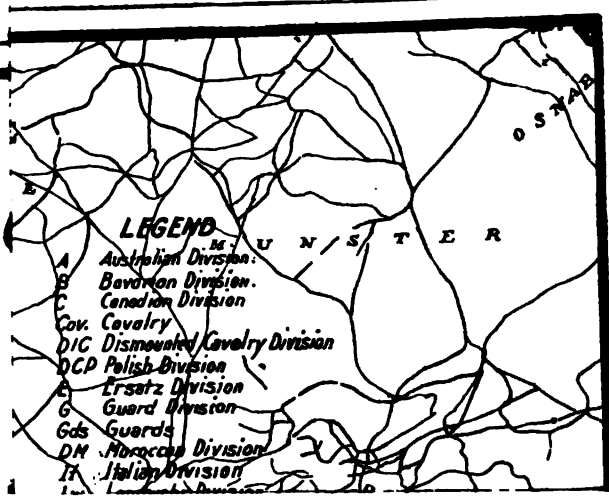 OSNAB
E
LEGEND
MUNSTER
A Australian Division.
B Bavarian Division.
C Canadian Division
Cav. Cavalry
DIC Dismounted Cavalry Division
DCP Polish Division
E Ersatz Division
G Guard Division
Gds Guards
DM Moroccan Division
It Italian Division
Division